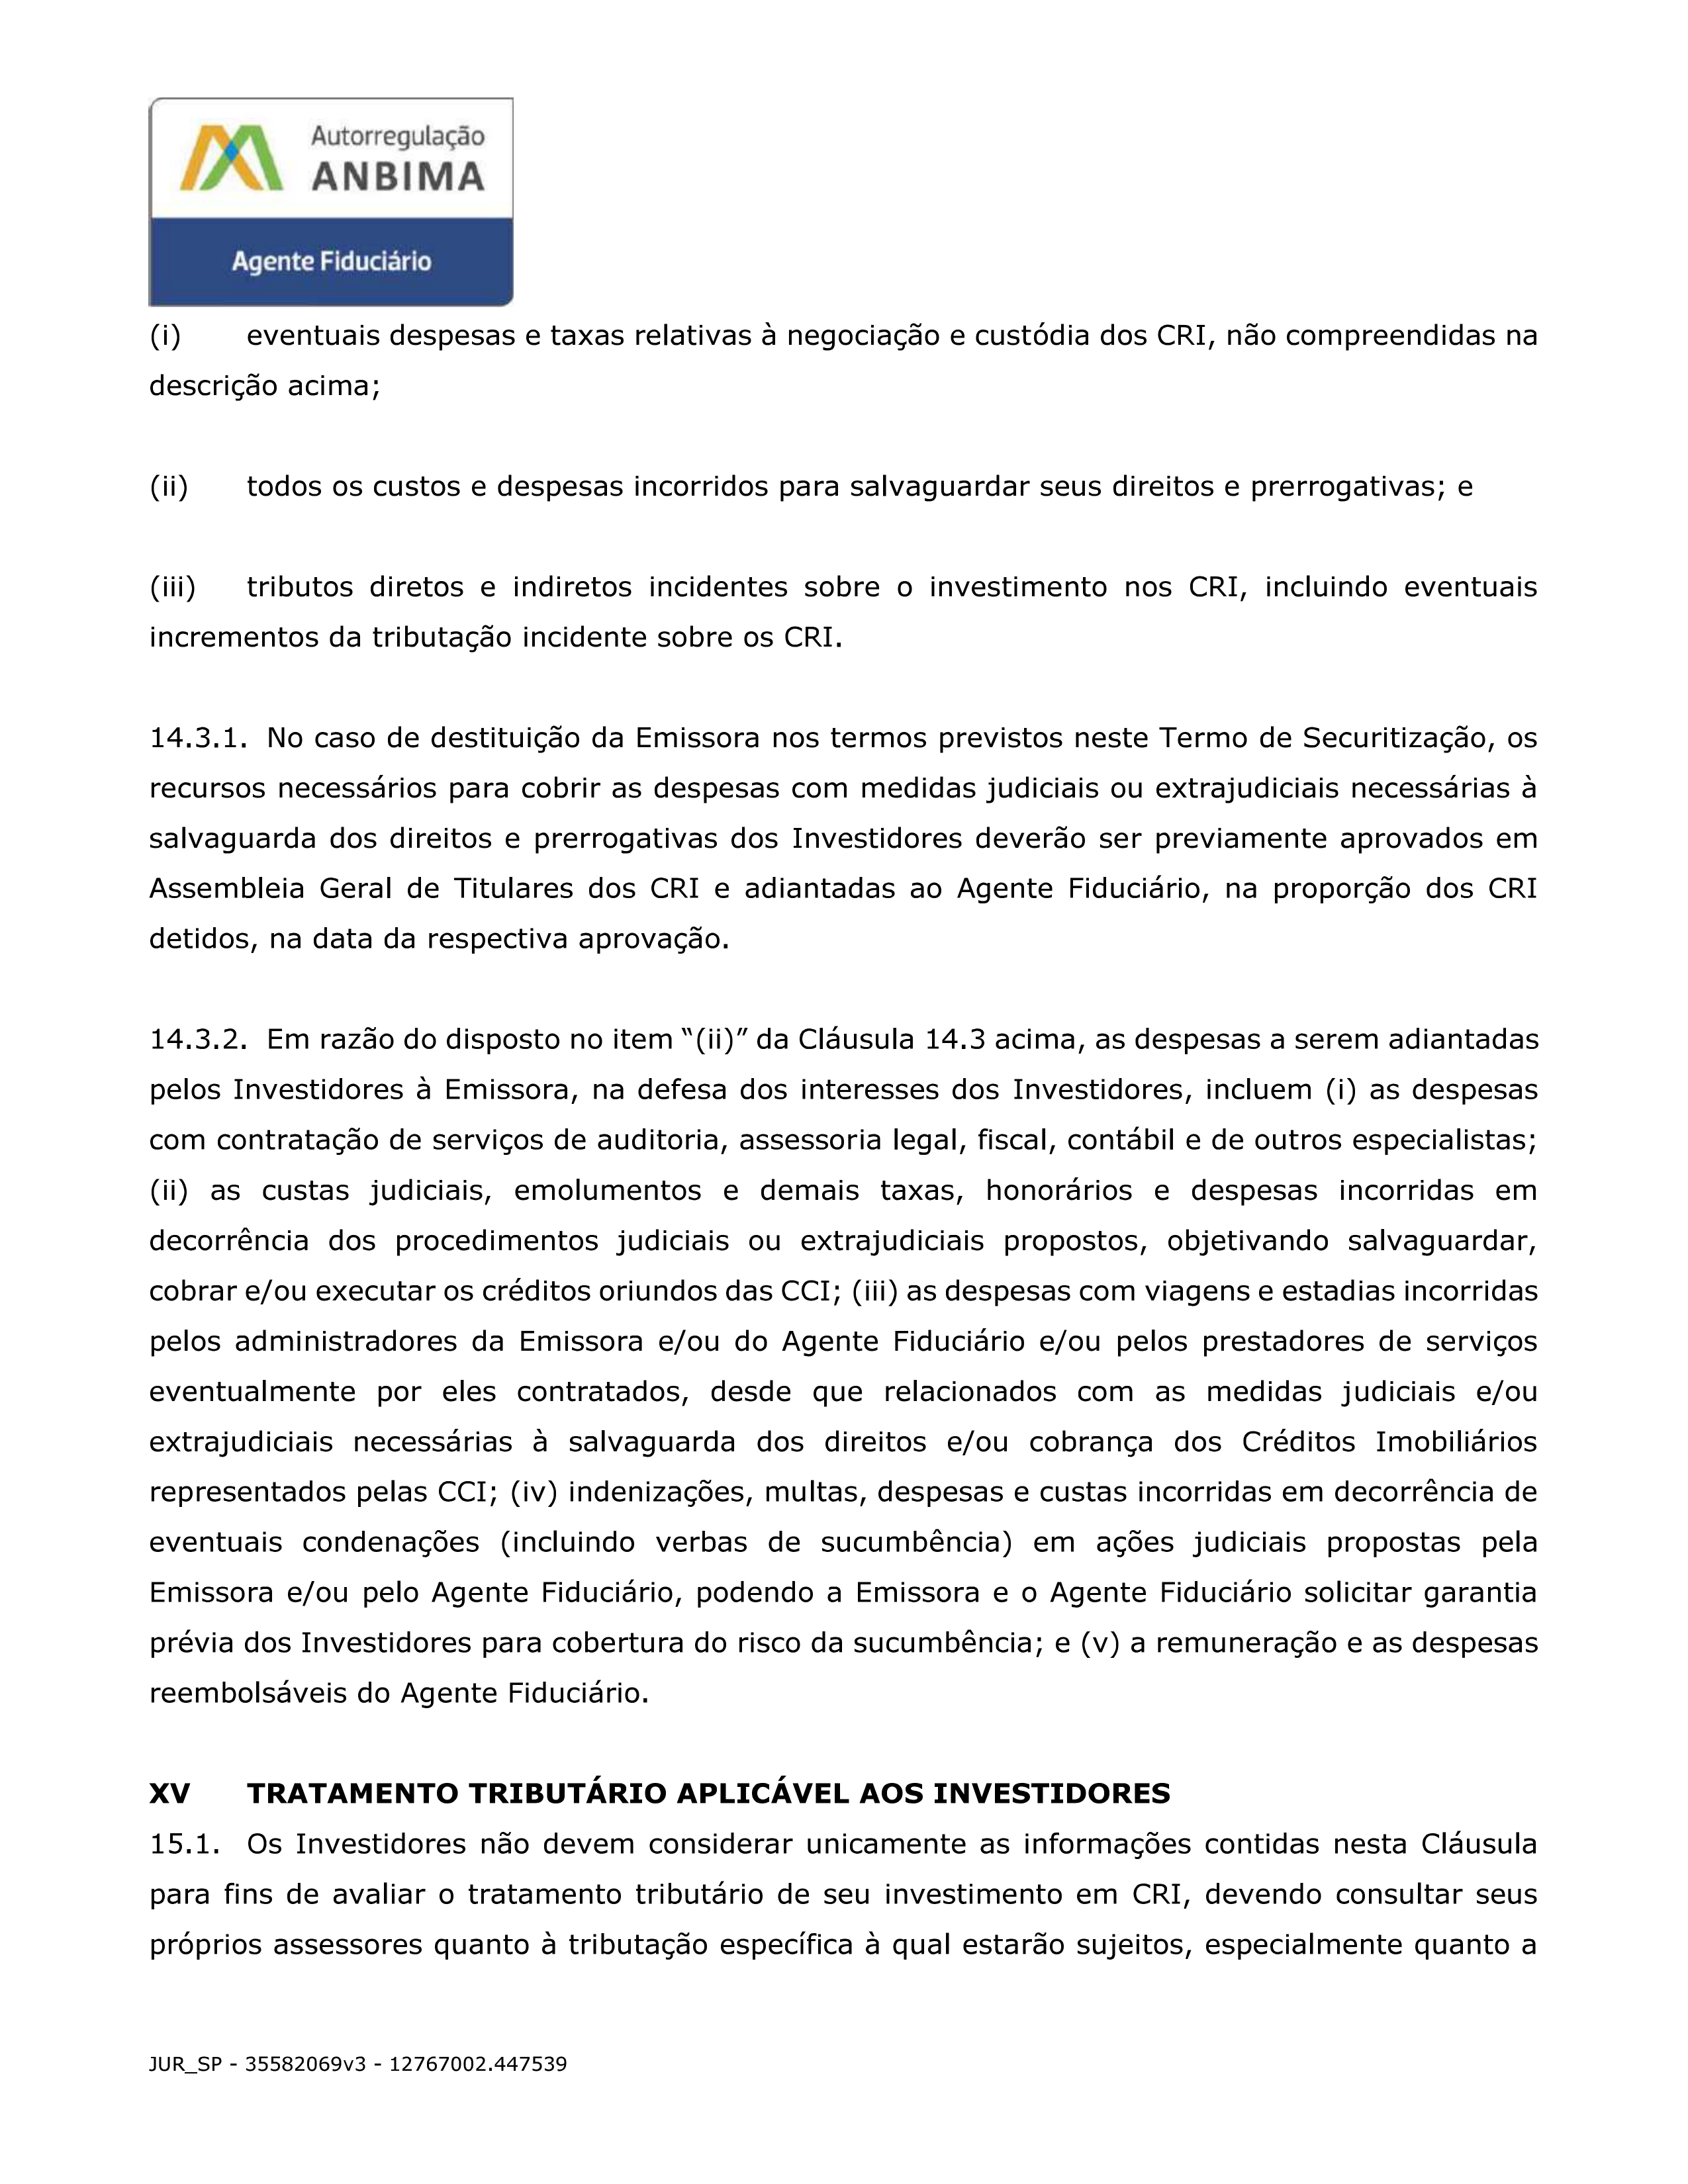 Autorregulação
ANBIMA
Agente Fiduciário
(i) eventuais despesas e taxas relativas à negociação e custódia dos CRI, não compreendidas na
descrição acima;
(ii) todos os custos e despesas incorridos para salvaguardar seus direitos e prerrogativas; e
(iii) tributos diretos e indiretos incidentes sobre o investimento nos CRI, incluindo eventuais
incrementos da tributação incidente sobre os CRI.
14.3.1. No caso de destituição da Emissora nos termos previstos neste Termo de Securitização, os
recursos necessários para cobrir as despesas com medidas judiciais ou extrajudiciais necessárias à
salvaguarda dos direitos e prerrogativas dos Investidores deverão ser previamente aprovados em
Assembleia Geral de Titulares dos CRI e adiantadas ao Agente Fiduciário, na proporção dos CRI
detidos, na data da respectiva aprovação.
14.3.2. Em razão do disposto no item “(ii)” da Cláusula 14.3 acima, as despesas a serem adiantadas
pelos Investidores à Emissora, na defesa dos interesses dos Investidores, incluem (i) as despesas
com contratação de serviços de auditoria, assessoria legal, fiscal, contábil e de outros especialistas;
(ii) as custas judiciais, emolumentos e demais taxas, honorários e despesas incorridas em
decorrência dos procedimentos judiciais ou extrajudiciais propostos, objetivando salvaguardar,
cobrar e/ou executar os créditos oriundos das CCI; (iii) as despesas com viagens e estadias incorridas
pelos administradores da Emissora e/ou do Agente Fiduciário e/ou pelos prestadores de serviços
eventualmente por eles contratados, desde que relacionados com as medidas judiciais e/ou
extrajudiciais necessárias à salvaguarda dos direitos e/ou cobrança dos Créditos Imobiliários
representados pelas CCI; (iv) indenizações, multas, despesas e custas incorridas em decorrência de
eventuais condenações (incluindo verbas de sucumbência) em ações judiciais propostas pela
Emissora e/ou pelo Agente Fiduciário, podendo a Emissora e o Agente Fiduciário solicitar garantia
prévia dos Investidores para cobertura do risco da sucumbência; e (v) a remuneração e as despesas
reembolsáveis do Agente Fiduciário.
XV TRATAMENTO TRIBUTÁRIO APLICÁVEL AOS INVESTIDORES
15.1. Os Investidores não devem considerar unicamente as informações contidas nesta Cláusula
para fins de avaliar o tratamento tributário de seu investimento em CRI, devendo consultar seus
próprios assessores quanto à tributação específica à qual estarão sujeitos, especialmente quanto a
JUR_SP - 35582069v3 - 12767002.447539